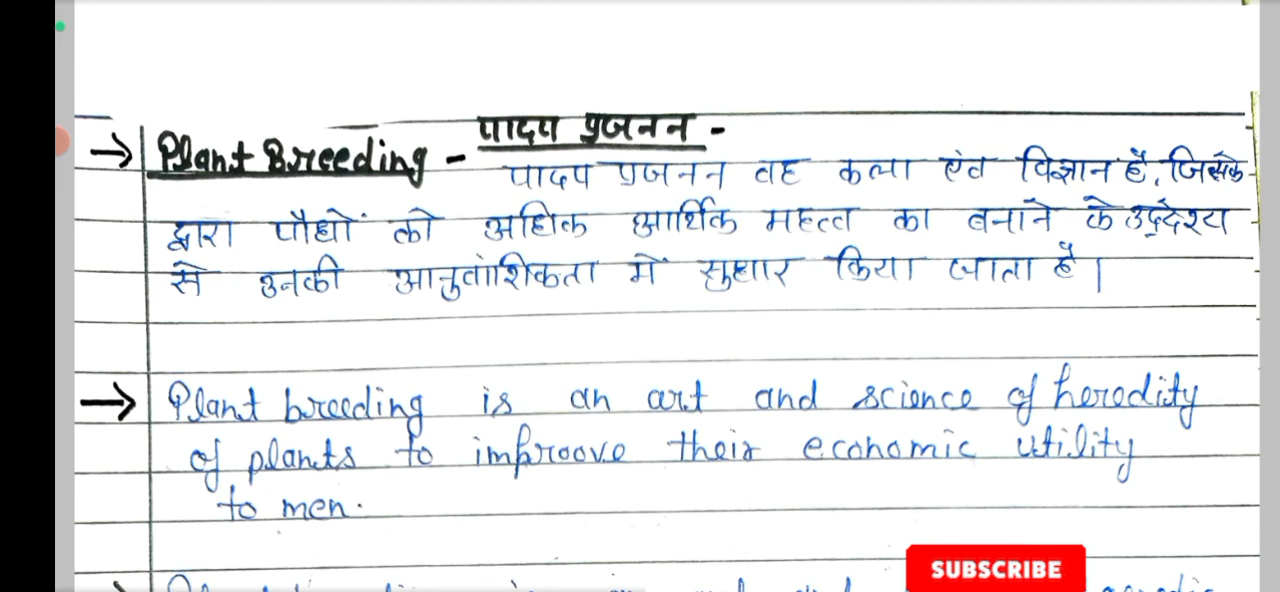 → Plant Breeding - पादप प्रजनन -
पादप प्रजनन वह कला एंव विज्ञान है, जिसके
द्वारा पौधों को अधिक आर्थिक महत्व का बनाने के उद्देश्य
से उनकी आनुवांशिकता में सुधार किया जाता है।
→ Plant breeding is an art and science of heredity
of plants to improove their economic utility
to men.
SUBSCRIBE